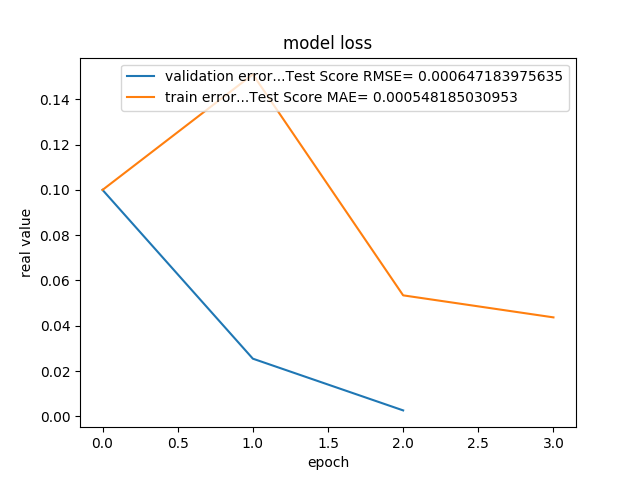 model loss
validation error...Test Score RMSE= 0.000647183975635
train error...Test Score MAE= 0.000548185030953
real value
0.14
0.12
0.10
0.08
0.06
0.04
0.02
0.00
0.0 0.5 1.0 1.5 2.0 2.5 3.0
epoch